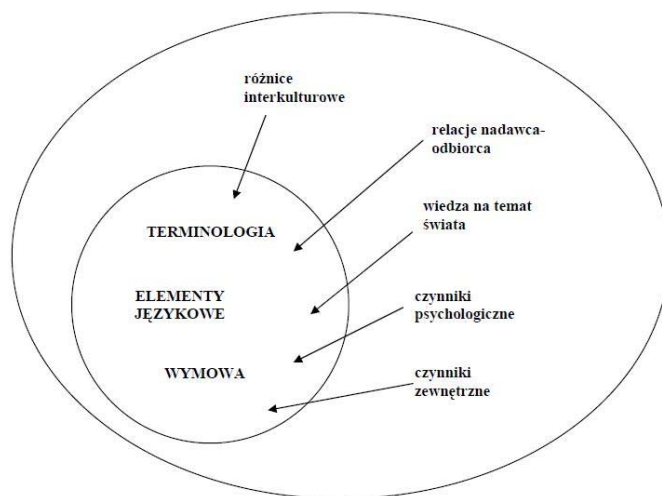 różnice
interkulturowe
relacje nadawca-
odbiorca
wiedza na temat
świata
TERMINOLOGIA
ELEMENTY
JĘZYKOWE
czynniki
psychologiczne
WYMOWA
czynniki
zewnętrzne